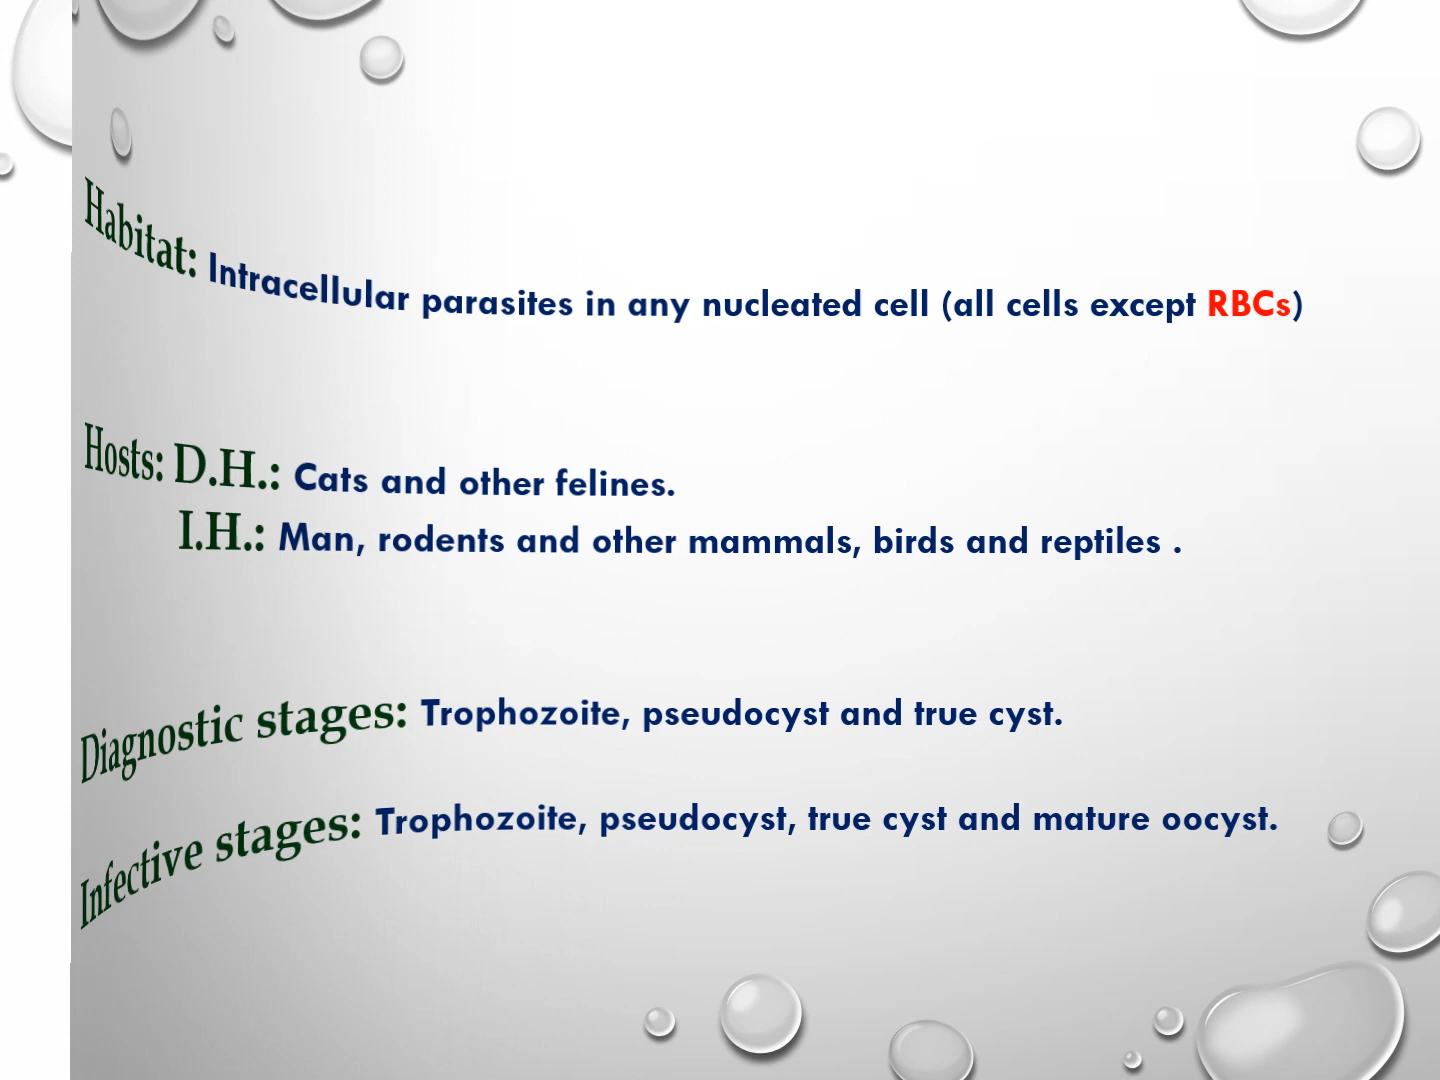 Habitat: Intracellular parasites in any nucleated cell (all cells except RBCs)
Hosts: D.H.: Cats and other felines.
I.H.: Man, rodents and other mammals, birds and reptiles .
Diagnostic stages: Trophozoite, pseudocyst and true cyst.
Infective stages: Trophozoite, pseudocyst, true cyst and mature oocyst.